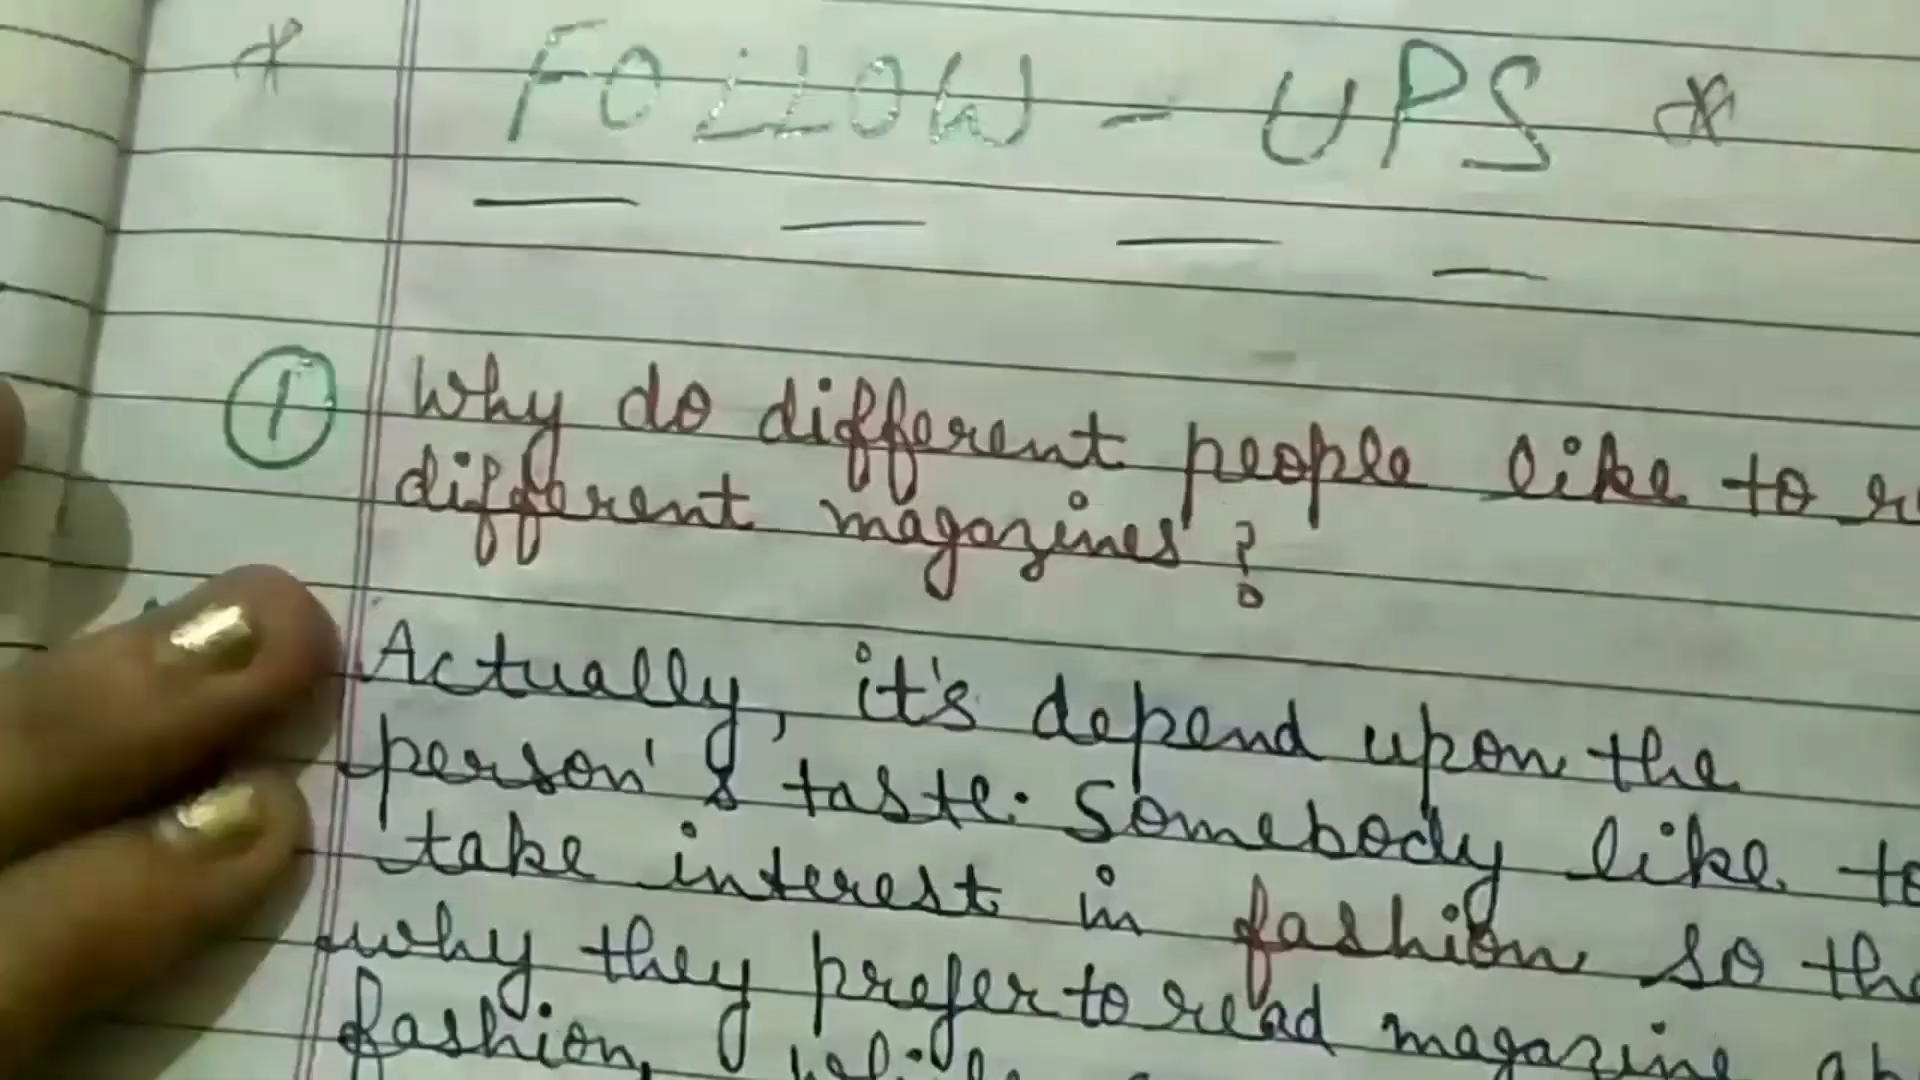 * FOLLOW - UPS *
① Why do different people like to
different magazines?
Actually, it's depend upon the
person's taste. Somebody like to
take interest in fashion so
why they prefer to read magazine
fashion,